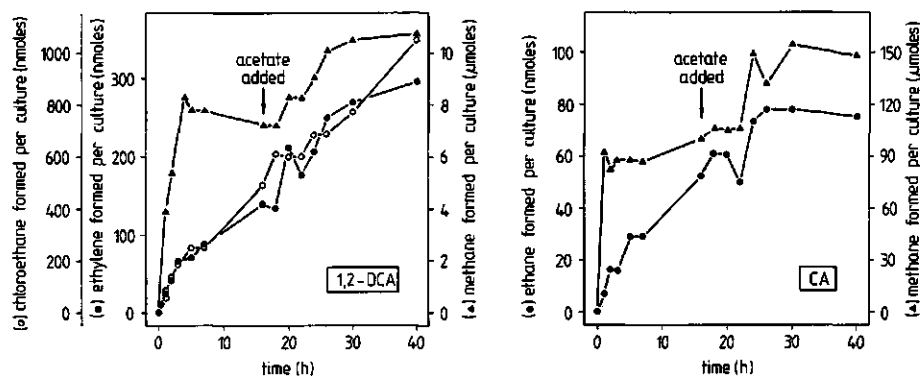 (o) chloroethane formed per culture (nmoles)
1000
800
600
400
200
0
(●) ethylene formed per culture (nmoles)
300
200
100
0
acetate
added
1,2-DCA
0 10 20 30 40
time (h)
10
8
6
4
2
0
(▲) methane formed per culture (μmoles)
(●) ethane formed per culture (nmoles)
100
80
60
40
20
0
acetate
added
CA
0 10 20 30 40
time (h)
150
120
90
60
30
0
(▲) methane formed per culture (μmoles)